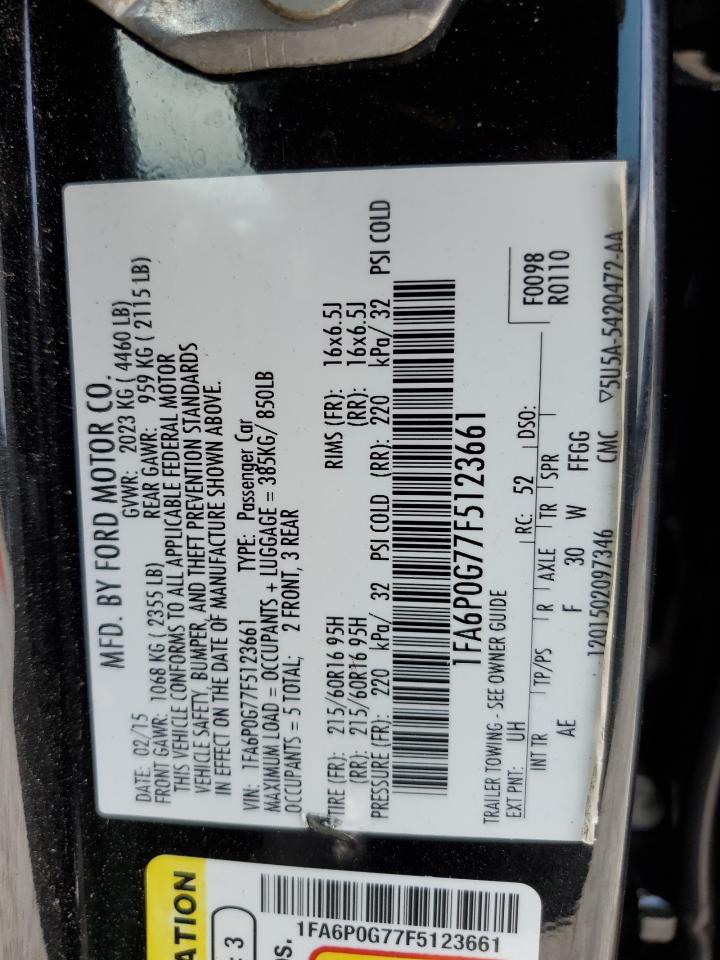 MFD. BY FORD MOTOR CO.
DATE: 02/15 GVWR: 2023 KG ( 4460 LB)
FRONT GAWR: 1068 KG ( 2355 LB) REAR GAWR: 959 KG ( 2115 LB)
THIS VEHICLE CONFORMS TO ALL APPLICABLE FEDERAL MOTOR
VEHICLE SAFETY, BUMPER, AND THEFT PREVENTION STANDARDS
IN EFFECT ON THE DATE OF MANUFACTURE SHOWN ABOVE.
VIN: 1FA6P0G77F5123661 TYPE: Passenger Car
MAXIMUM LOAD = OCCUPANTS + LUGGAGE = 385KG/ 850LB
OCCUPANTS = 5 TOTAL; 2 FRONT, 3 REAR
TIRE (FR): 215/60R16 95H RIMS (FR): 16x6.5J
(RR): 215/60R16 95H (RR): 16x6.5J
PRESSURE (FR): 220 kPa/ 32 PSI COLD (RR): 220 kPa/ 32 PSI COLD
1FA6P0G77F5123661
TRAILER TOWING - SEE OWNER GUIDE F0098
EXT PNT: UH RC: 52 DSO: R0110
INT TR TP/PS R AXLE TR SPR
AE F 30 W FFGG
1201502097346 CMC ▽5U5A-5420472-AA
ATION
: 3
os.
1FA6P0G77F5123661